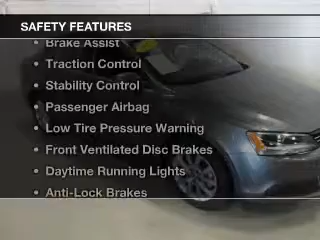 SAFETY FEATURES
• Brake Assist
• Traction Control
• Stability Control
• Passenger Airbag
• Low Tire Pressure Warning
• Front Ventilated Disc Brakes
• Daytime Running Lights
• Anti-Lock Brakes